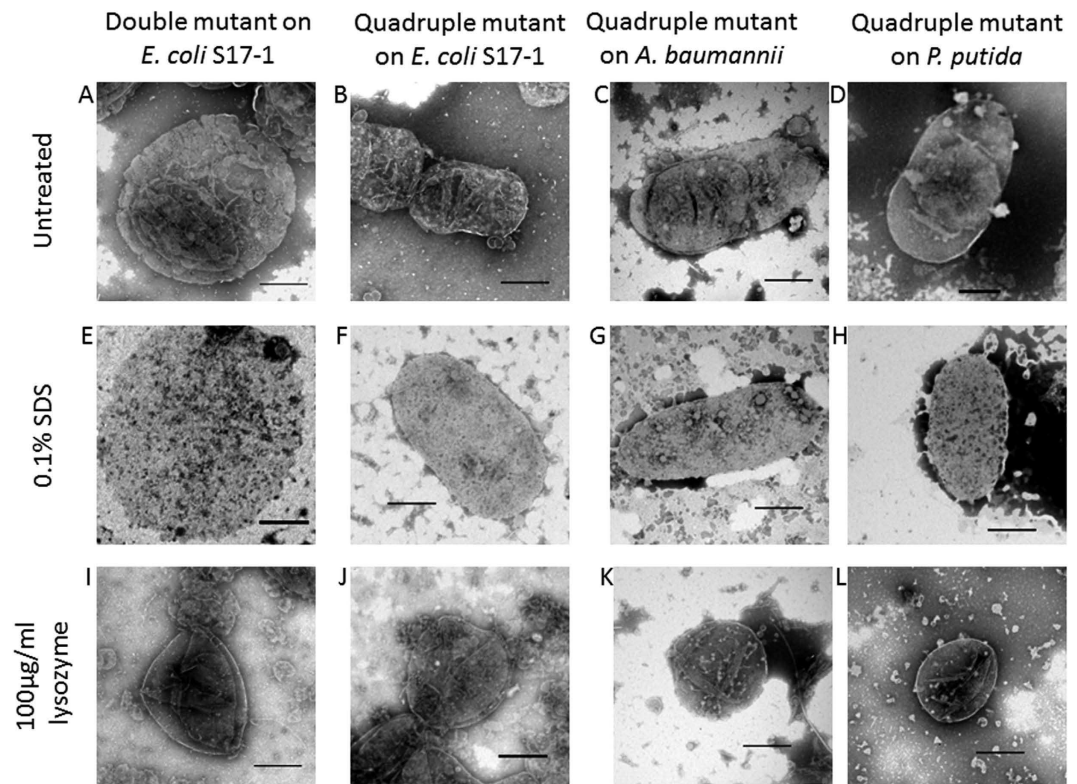 Double mutant on
E. coli S17-1
Quadruple mutant
on E. coli S17-1
Quadruple mutant
on A. baumannii
Quadruple mutant
on P. putida
Untreated
A
B
C
D
0.1% SDS
E
F
G
H
100µg/ml
lysozyme
I
J
K
L